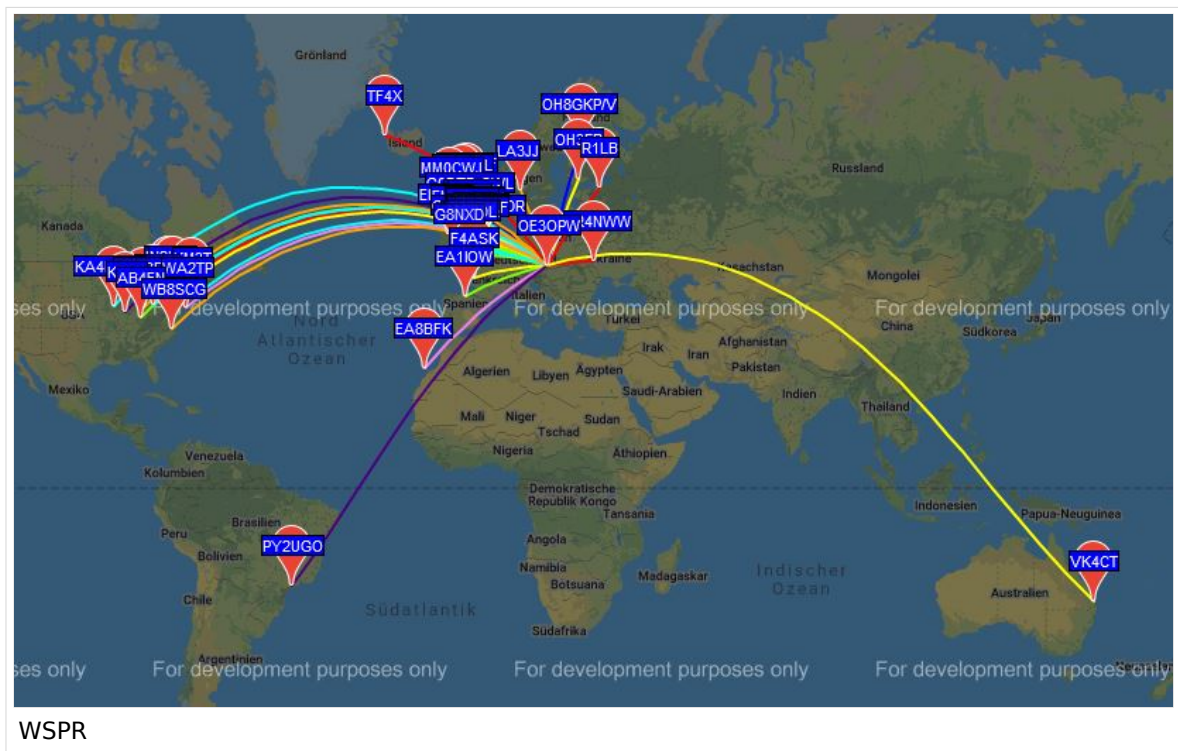 Grönland
TF4X
Island
OH8GKP/V
LA3JJ
R1LB
MM0CWJ
Russland
G8NXD
OE3OPW
4NWW
F4ASK
EA1IOW
Kanada
WA2TP
WB8SCG
Kasachstan
Mongolei
Spanien
Italien
Türkei
For development purposes only
For development purposes only
For development purposes only
ses only
USA
Nord
Atlantischer
Ozean
China
Südkorea
Japan
EA8BFK
Irak
Iran
Afghanistan
Pakistan
Mexiko
Algerien
Libyen
Ägypten
Saudi-Arabien
Indien
Thailand
Mali
Niger
Sudan
Tschad
Nigeria
Äthiopien
Venezuela
Kolumbien
Demokratische
Republik Kongo
Tansania
Indonesien
Papua-Neuguinea
Brasilien
Peru
Bolivien
PY2UGO
Angola
Namibia
Botsuana
Madagaskar
Indischer
Ozean
VK4CT
Australien
Chile
Südatlantik
Südafrika
Argentinien
ses only
For development purposes only
For development purposes only
For development purposes only
WSPR